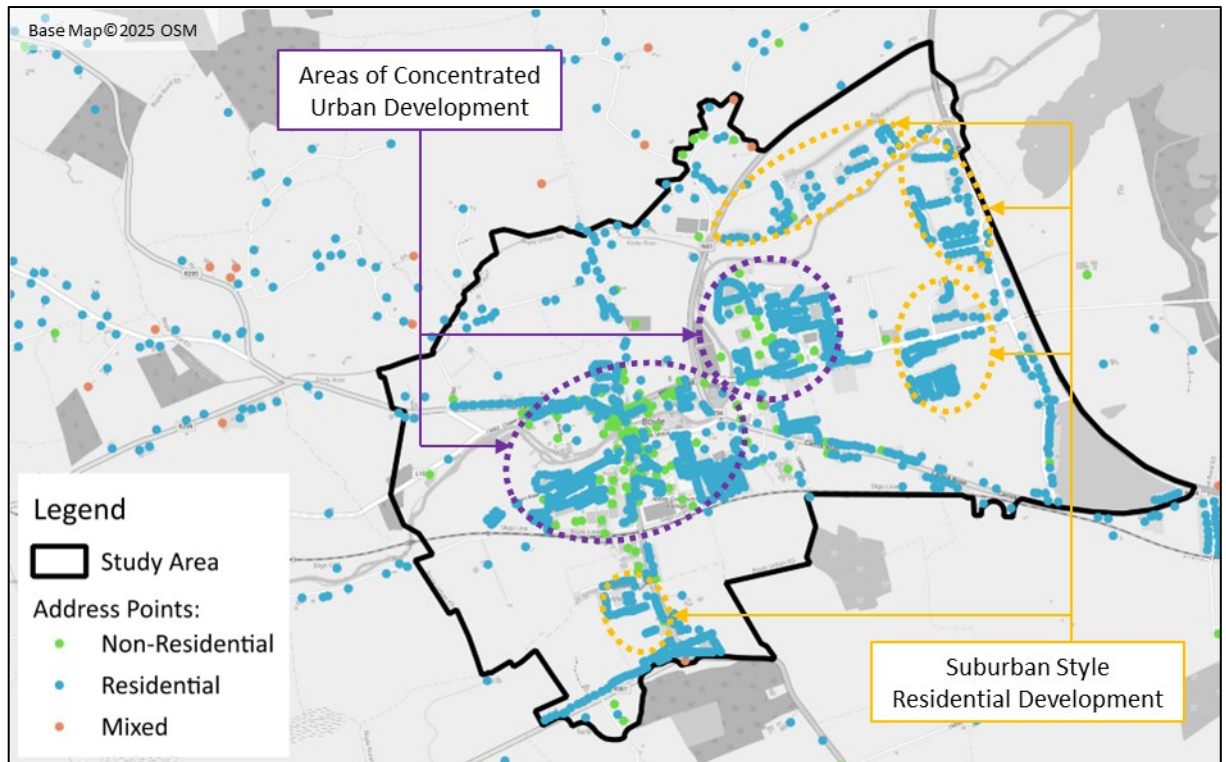 Base Map©2025 OSM
Areas of Concentrated
Urban Development
Boyle
Legend
Study Area
Address Points:
Non-Residential
Residential
Mixed
Suburban Style
Residential Development